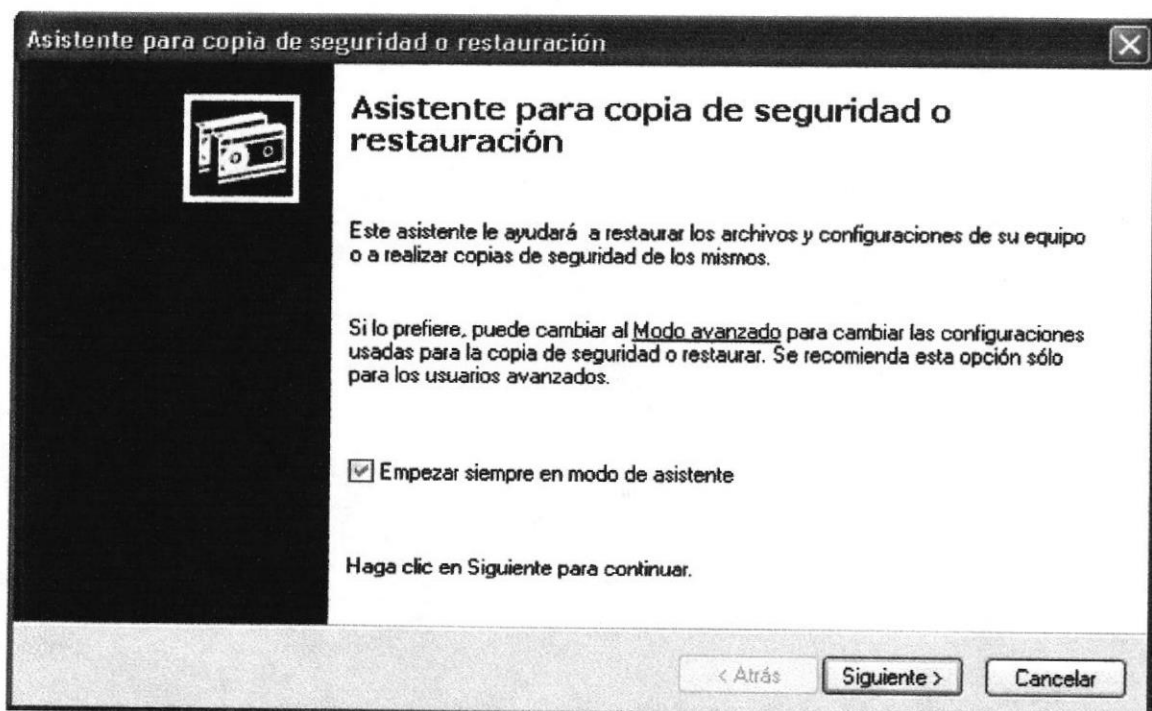 Asistente para copia de seguridad o restauración
Asistente para copia de seguridad o
restauración
Este asistente le ayudará a restaurar los archivos y configuraciones de su equipo
o a realizar copias de seguridad de los mismos.
Si lo prefiere, puede cambiar al Modo avanzado para cambiar las configuraciones
usadas para la copia de seguridad o restaurar. Se recomienda esta opción sólo
para los usuarios avanzados.
Empezar siempre en modo de asistente
Haga clic en Siguiente para continuar.
< Atrás
Siguiente >
Cancelar